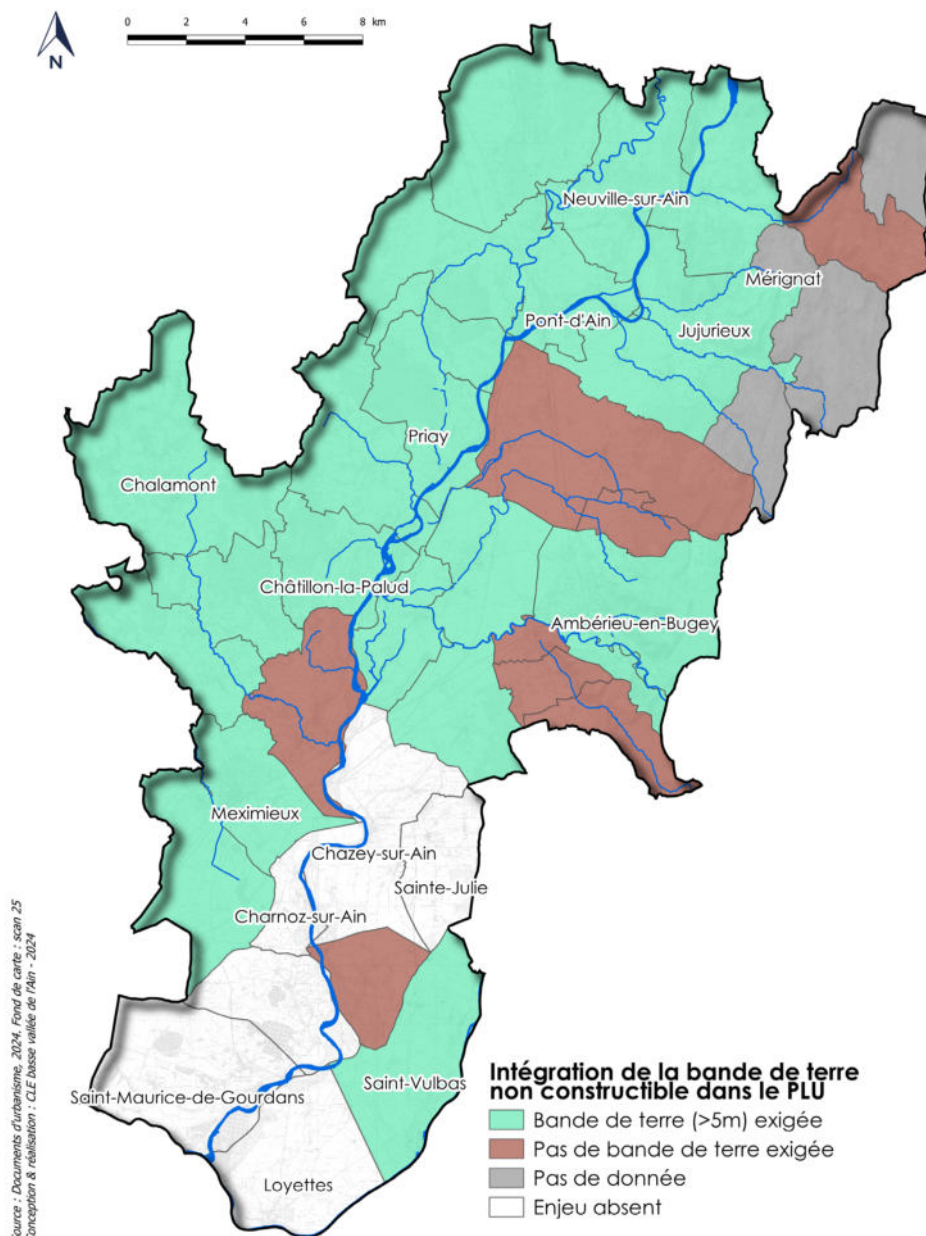 0 2 4 6 8 km
N
Neuville-sur-Ain
Mérignat
Pont-d'Ain
Jujurieux
Priay
Chalamont
Châtillon-la-Palud
Ambérieu-en-Bugey
Meximieux
Chazey-sur-Ain
Sainte-Julie
Charnoz-sur-Ain
Saint-Vulbas
Saint-Maurice-de-Gourdans
Loyettes
Intégration de la bande de terre
non constructible dans le PLU
Bande de terre (>5m) exigée
Pas de bande de terre exigée
Pas de donnée
Enjeu absent
Source : Documents d'urbanisme, 2024. Fond de carte : scan 25
Conception & réalisation : CLE basse vallée de l'Ain - 2024